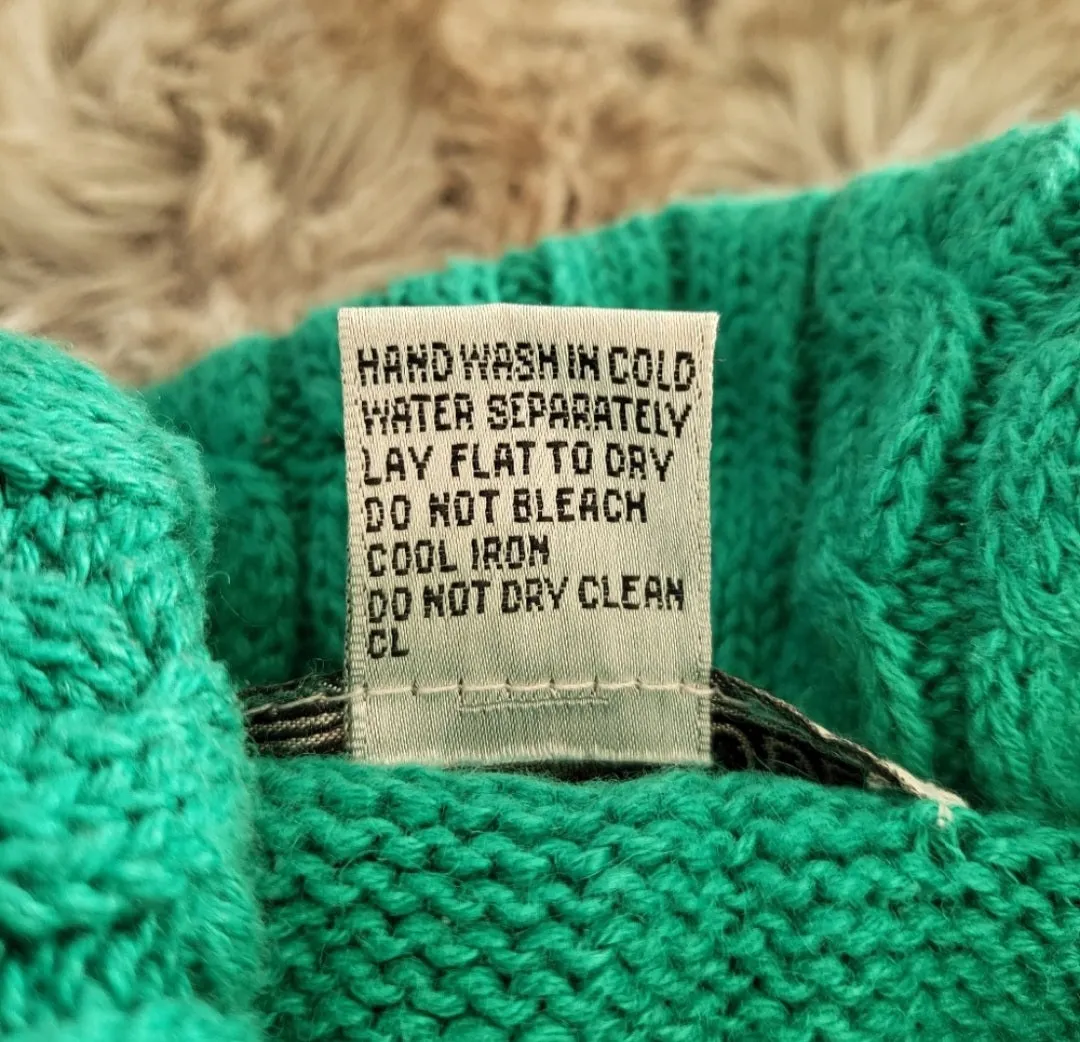 HAND WASH IN COLD
WATER SEPARATELY
LAY FLAT TO DRY
DO NOT BLEACH
COOL IRON
DO NOT DRY CLEAN
CL